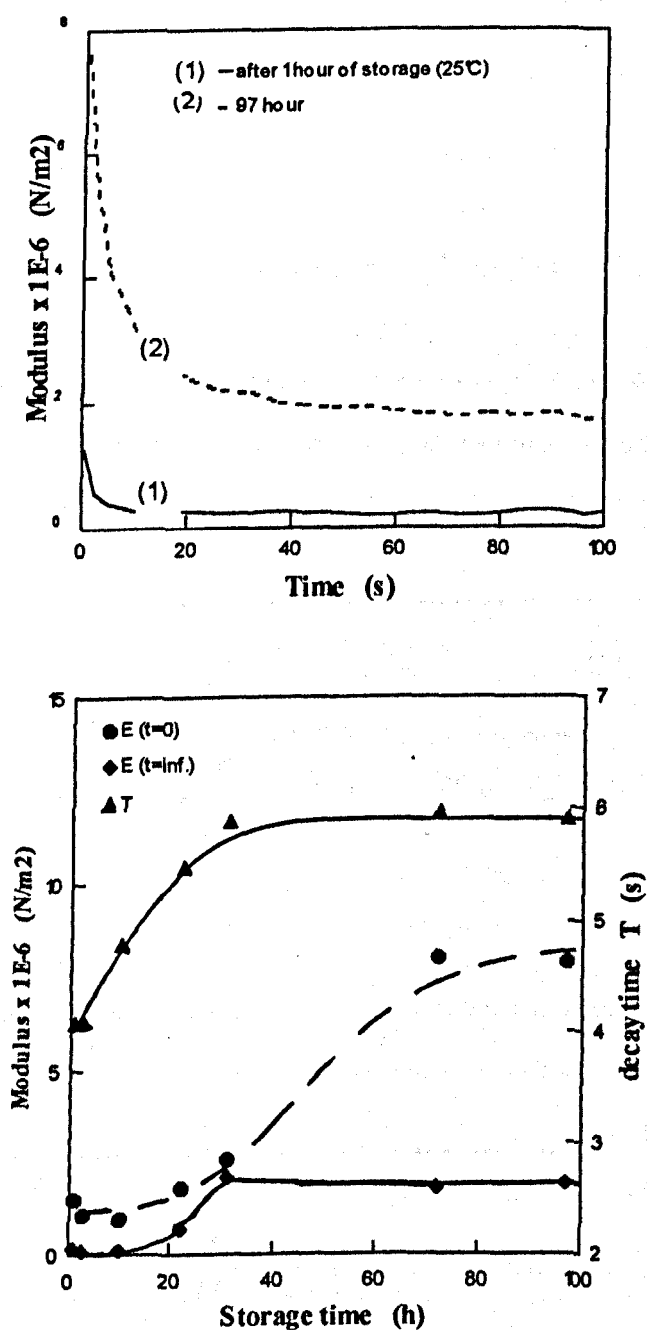 8
(1) — after 1 hour of storage (25°C)
(2) - 97 hour
6
4
2
0
Modulus x 1E-6 (N/m2)
(2)
(1)
0 20 40 60 80 100
Time (s)
15
10
5
0
Modulus x 1E-6 (N/m2)
● E (t=0)
◆ E (t=inf.)
▲ T
7
6
5
4
3
2
decay time T (s)
0 20 40 60 80 100
Storage time (h)